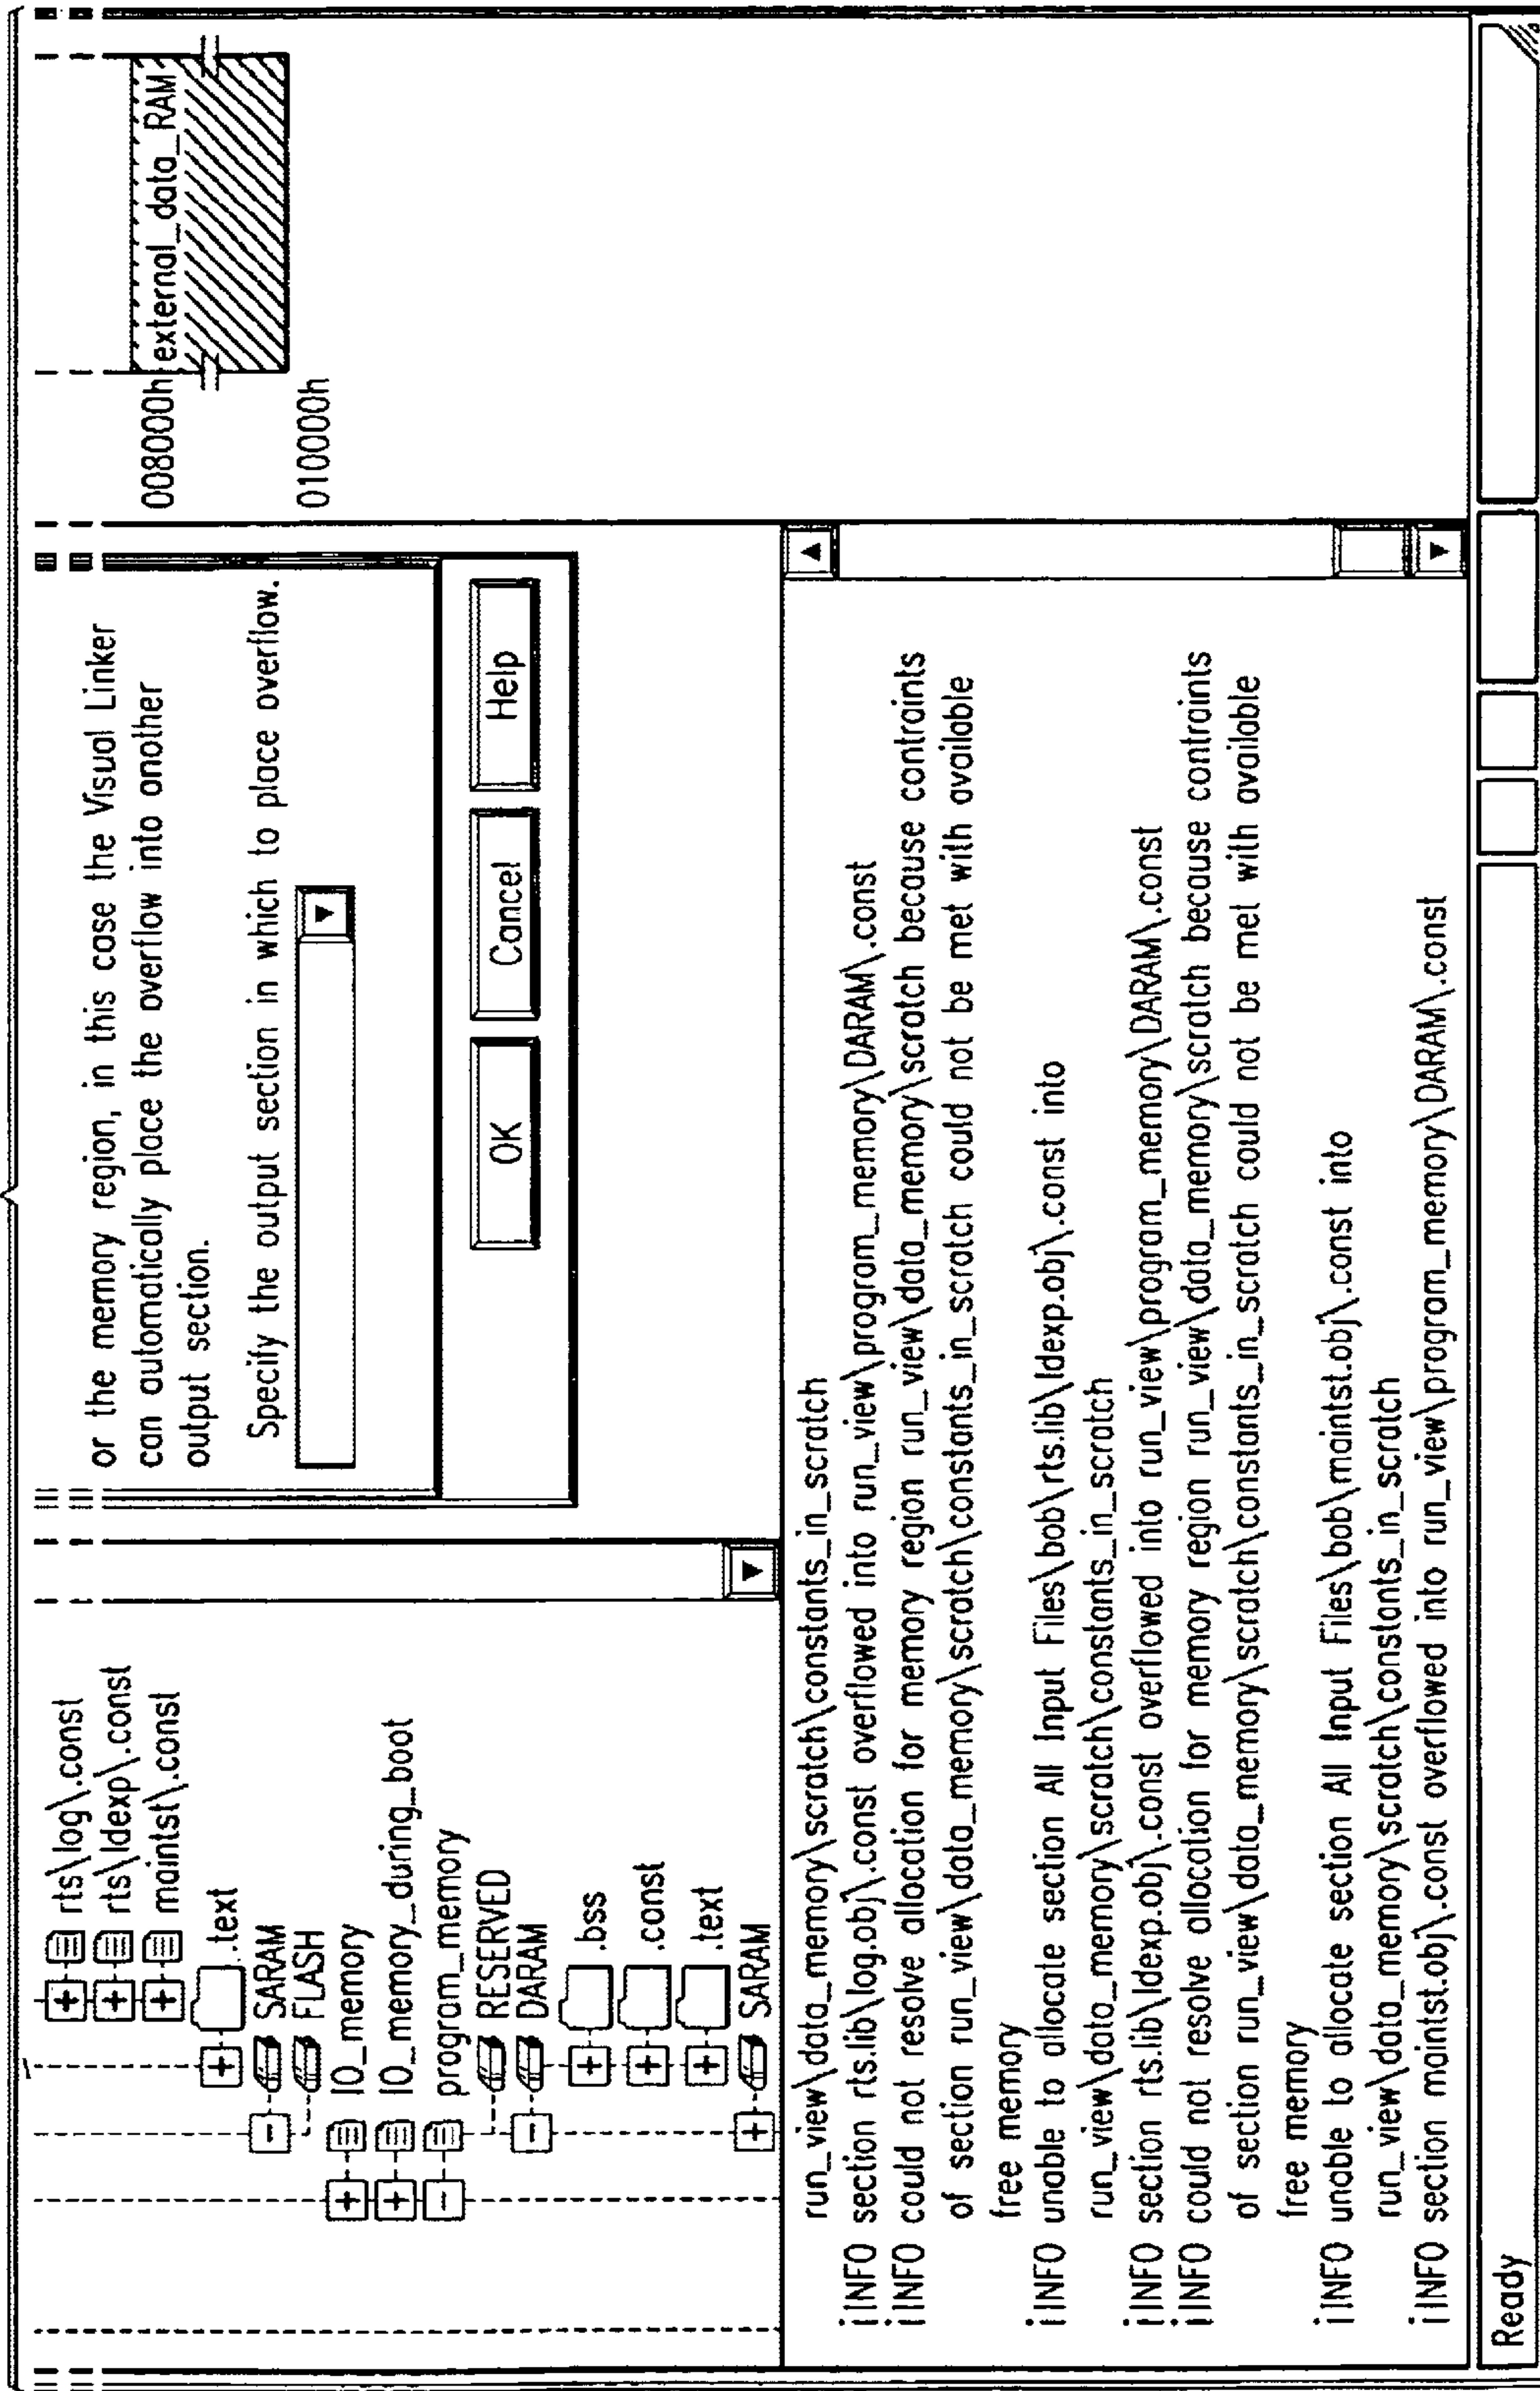 rts\log\.const
rts\ldexp\.const
maintst\.const
.text
SARAM
FLASH
IO_memory
IO_memory_during_boot
program_memory
RESERVED
DARAM
.bss
.const
.text
SARAM
or the memory region, in this case the Visual Linker
can automatically place the overflow into another
output section.
Specify the output section in which to place overflow.
OK
Cancel
Help
008000h
external_data_RAM
010000h
run_view\data_memory\scratch\constants_in_scratch
i INFO section rts.lib\log.obj\.const overflowed into run_view\program_memory\DARAM\.const
i INFO could not resolve allocation for memory region run_view\data_memory\scratch because contraints
of section run_view\data_memory\scratch\constants_in_scratch could not be met with available
free memory
i INFO unable to allocate section All Input Files\bob\rts.lib\ldexp.obj\.const into
run_view\data_memory\scratch\constants_in_scratch
i INFO section rts.lib\ldexp.obj\.const overflowed into run_view\program_memory\DARAM\.const
i INFO could not resolve allocation for memory region run_view\data_memory\scratch because contraints
of section run_view\data_memory\scratch\constants_in_scratch could not be met with available
free memory
i INFO unable to allocate section All Input Files\bob\maintst.obj\.const into
run_view\data_memory\scratch\constants_in_scratch
i INFO section maintst.obj\.const overflowed into run_view\program_memory\DARAM\.const
Ready